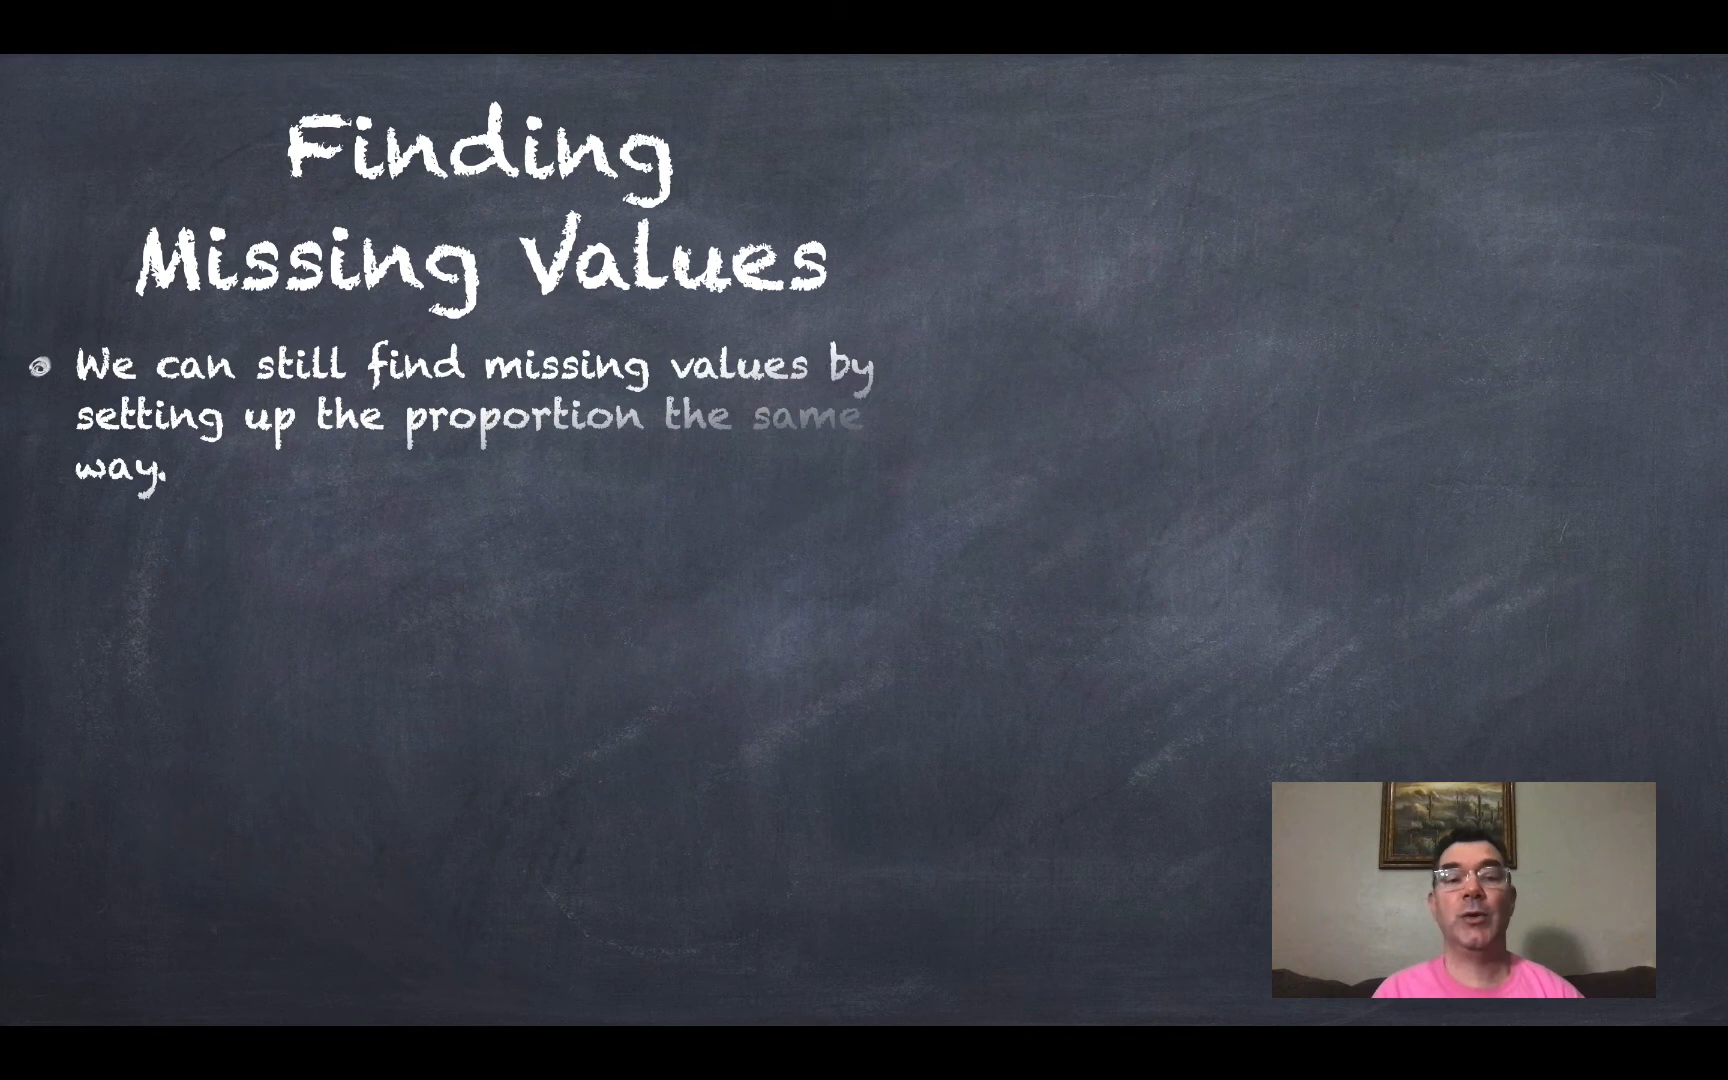 Finding
Missing Values
We can still find missing values by
setting up the proportion the same
way.